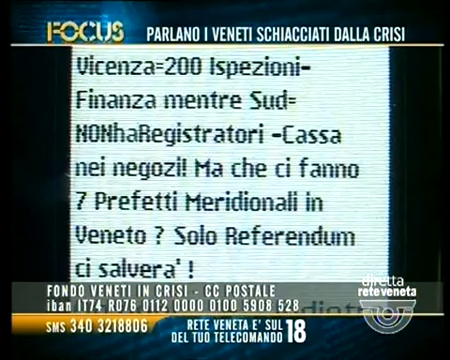 FOCUS PARLANO I VENETI SCHIACCIATI DALLA CRISI
Vicenza=200 Ispezioni-
Finanza mentre Sud=
NONhaRegistratori -Cassa
nei negozi! Ma che ci fanno
7 Prefetti Meridionali in
Veneto ? Solo Referendum
ci salvera' !
diretta
reteveneta
FONDO VENETI IN CRISI - CC POSTALE
iban IT74 R076 0112 0000 0100 5908 528
SMS 340 3218806
RETE VENETA E' SUL 18
DEL TUO TELECOMANDO